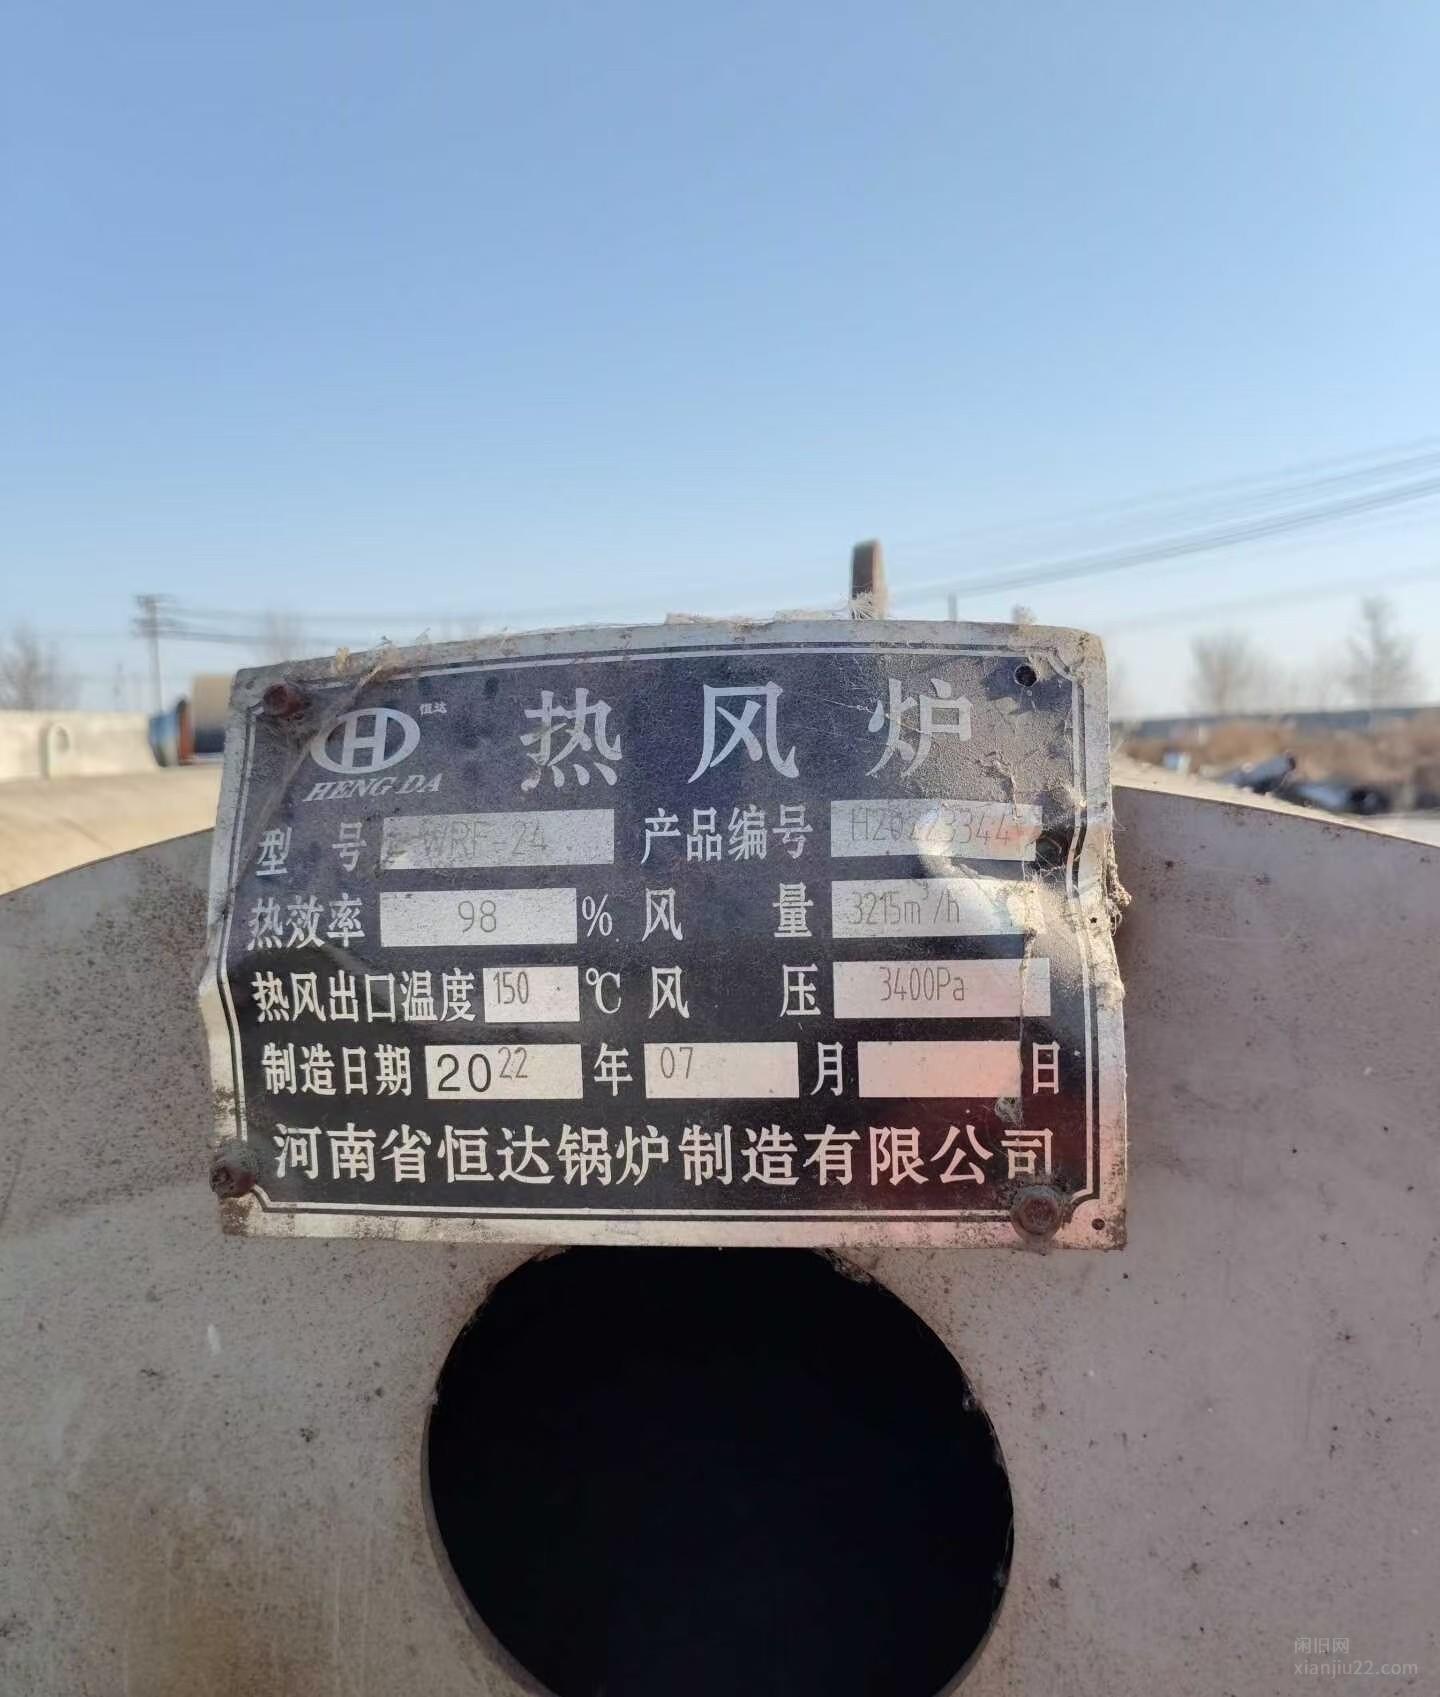 恒达 热风炉
HENG DA
型号 WRF-24 产品编号
热效率 98 % 风量 3215m³/h
热风出口温度 150 ℃ 风压 3400Pa
制造日期 2022 年 07 月 日
河南省恒达锅炉制造有限公司
闲旧网
xianjiu22.com